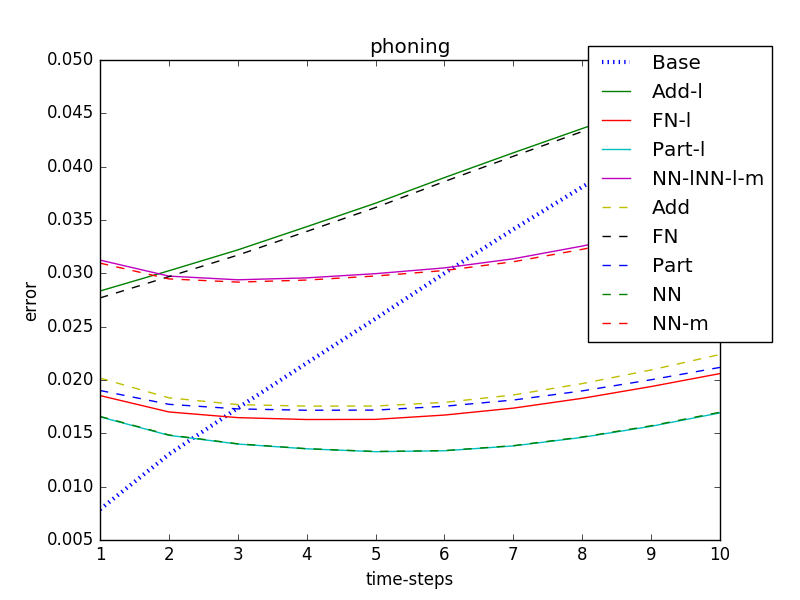 phoning
0.050
0.045
0.040
0.035
0.030
0.025
0.020
0.015
0.010
0.005
error
1 2 3 4 5 6 7 8 9 10
time-steps
Base
Add-l
FN-l
Part-l
NN-lNN-l-m
Add
FN
Part
NN
NN-m